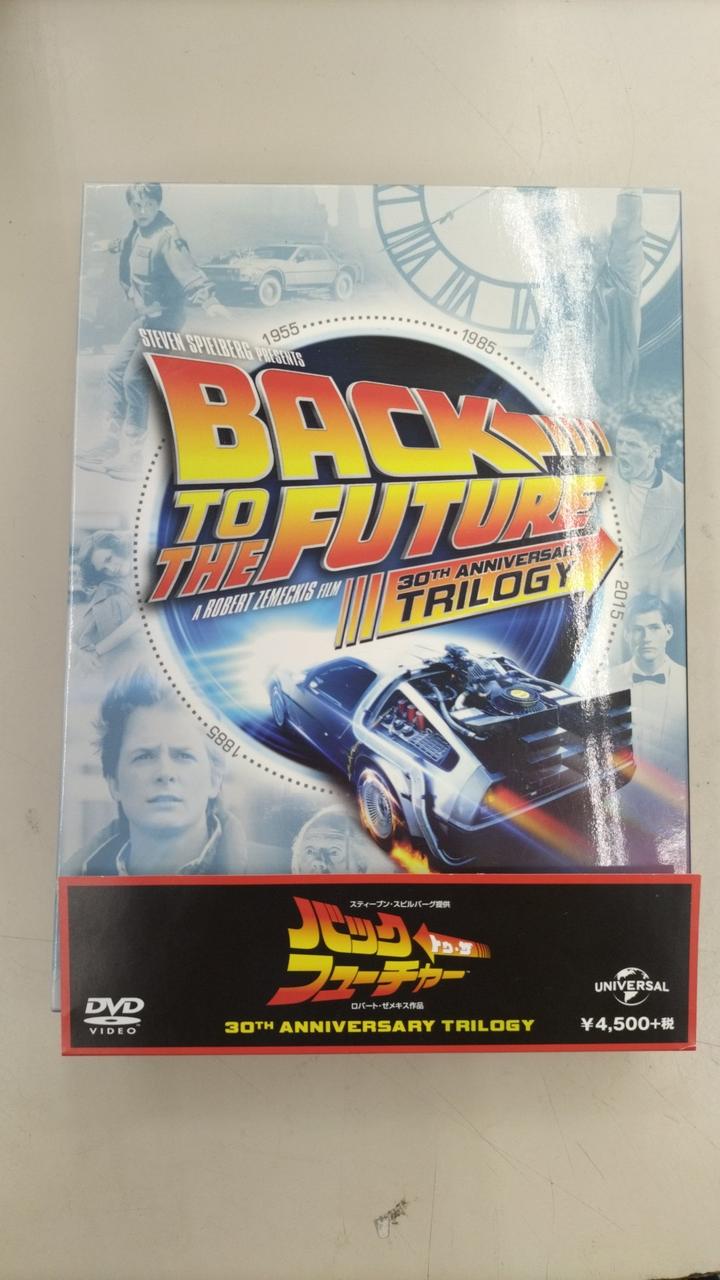 STEVEN SPIELBERG PRESENTS
1955
1985
BACK
TO
THE FUTURE
30TH ANNIVERSARY
TRILOGY
A ROBERT ZEMECKIS FILM
2015
1885
スティーブン・スピルバーグ提供
バック
トゥ・ザ
フューチャー™
ロバート・ゼメキス作品
DVD
VIDEO™
30TH ANNIVERSARY TRILOGY
UNIVERSAL
¥4,500+税